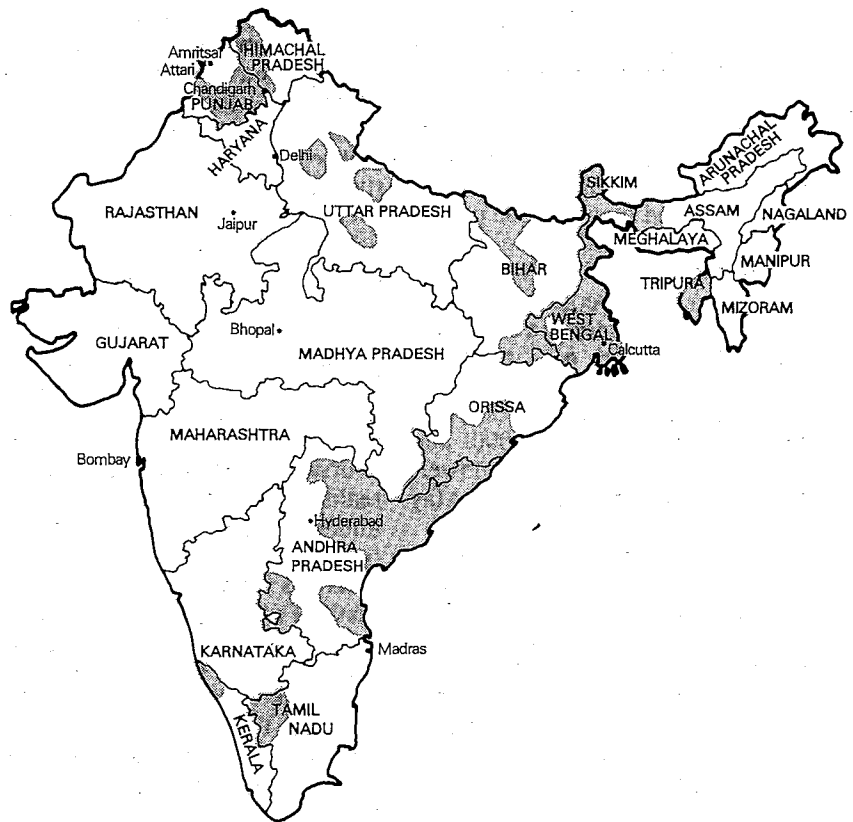 HIMACHAL
PRADESH
Amritsar
Attari
Chandigarh
PUNJAB
HARYANA
Delhi
RAJASTHAN
Jaipur
UTTAR PRADESH
SIKKIM
ARUNACHAL
PRADESH
ASSAM
NAGALAND
MEGHALAYA
MANIPUR
BIHAR
TRIPURA
MIZORAM
WEST
BENGAL
Calcutta
Bhopal
GUJARAT
MADHYA PRADESH
ORISSA
MAHARASHTRA
Bombay
Hyderabad
ANDHRA
PRADESH
KARNATAKA
Madras
TAMIL
NADU
KERALA